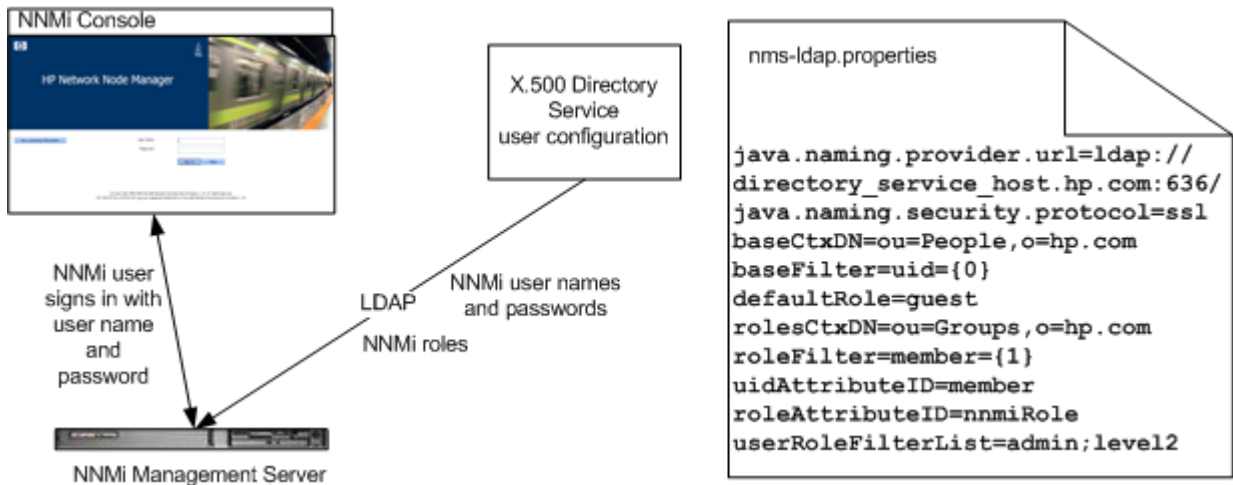 NNMi Console
HP Network Node Manager
NNMi user
signs in with
user name
and
password
NNMi Management Server
X.500 Directory
Service
user configuration
LDAP
NNMi user names
and passwords
NNMi roles
nms-ldap.properties
java.naming.provider.url=ldap://
directory_service_host.hp.com:636/
java.naming.security.protocol=ssl
baseCtxDN=ou=People,o=hp.com
baseFilter=uid={0}
defaultRole=guest
rolesCtxDN=ou=Groups,o=hp.com
roleFilter=member={1}
uidAttributeID=member
roleAttributeID=nnmiRole
userRoleFilterList=admin;level2